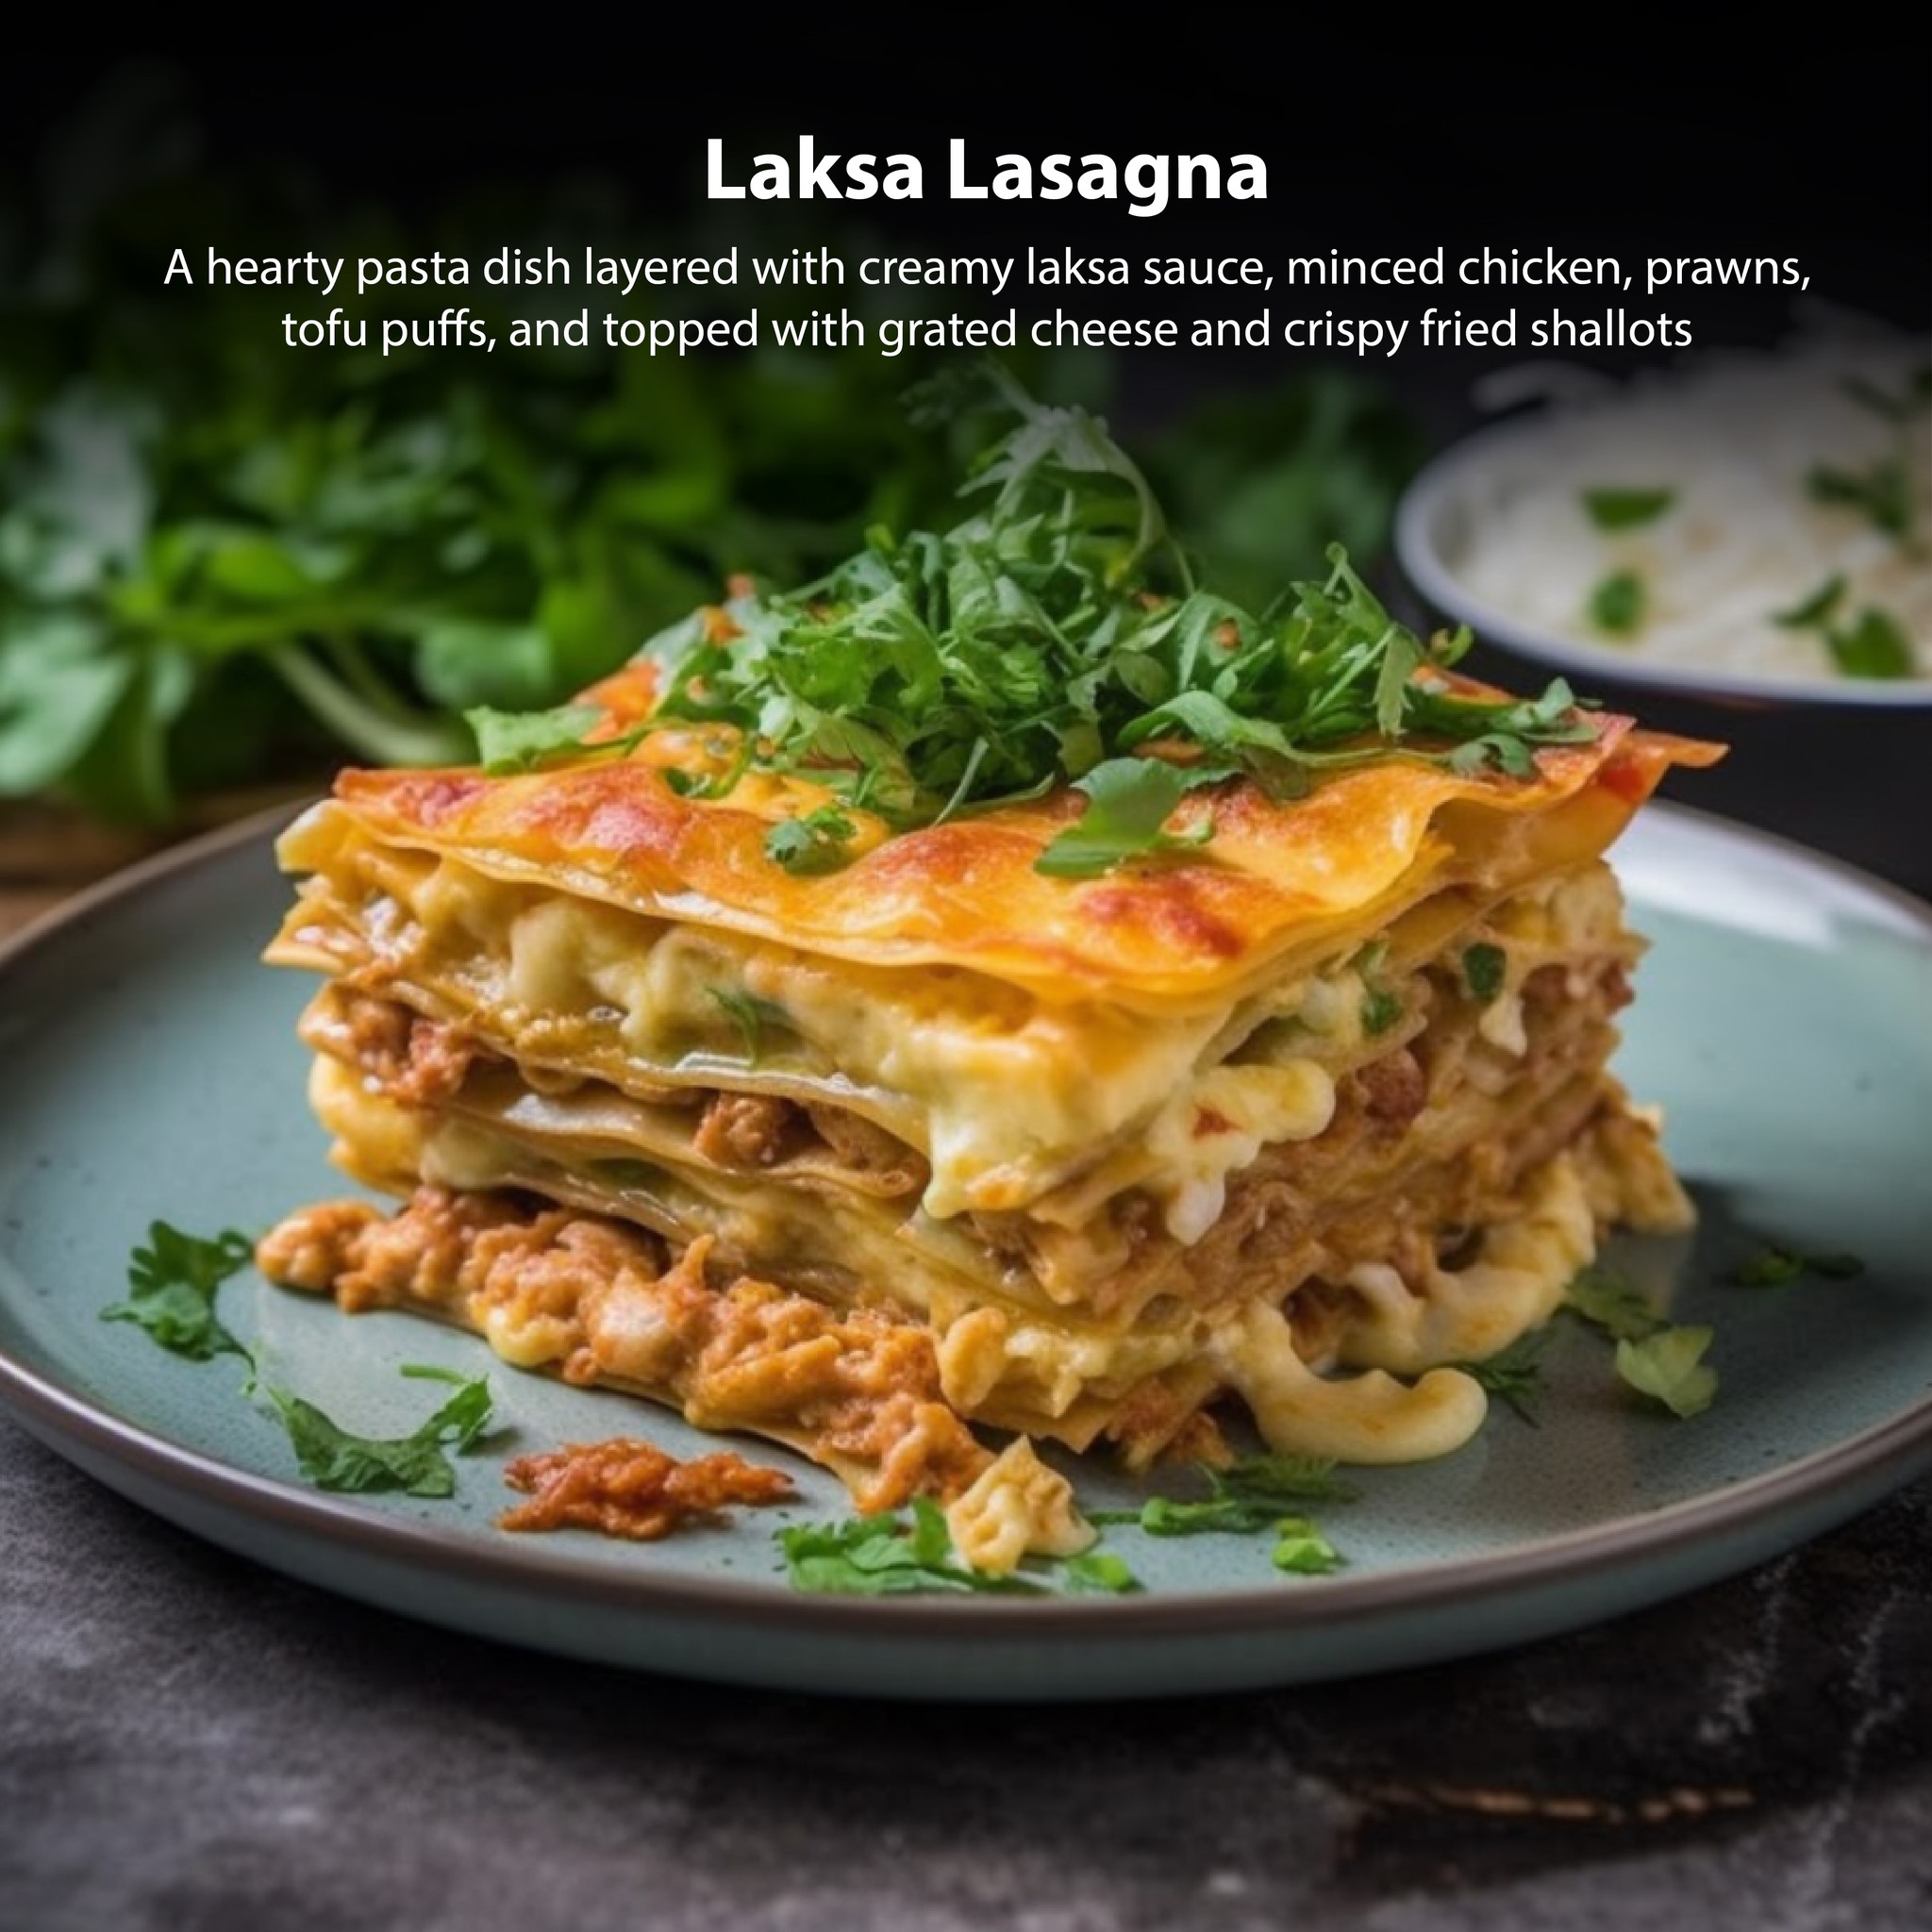 Laksa Lasagna
A hearty pasta dish layered with creamy laksa sauce, minced chicken, prawns,
tofu puffs, and topped with grated cheese and crispy fried shallots